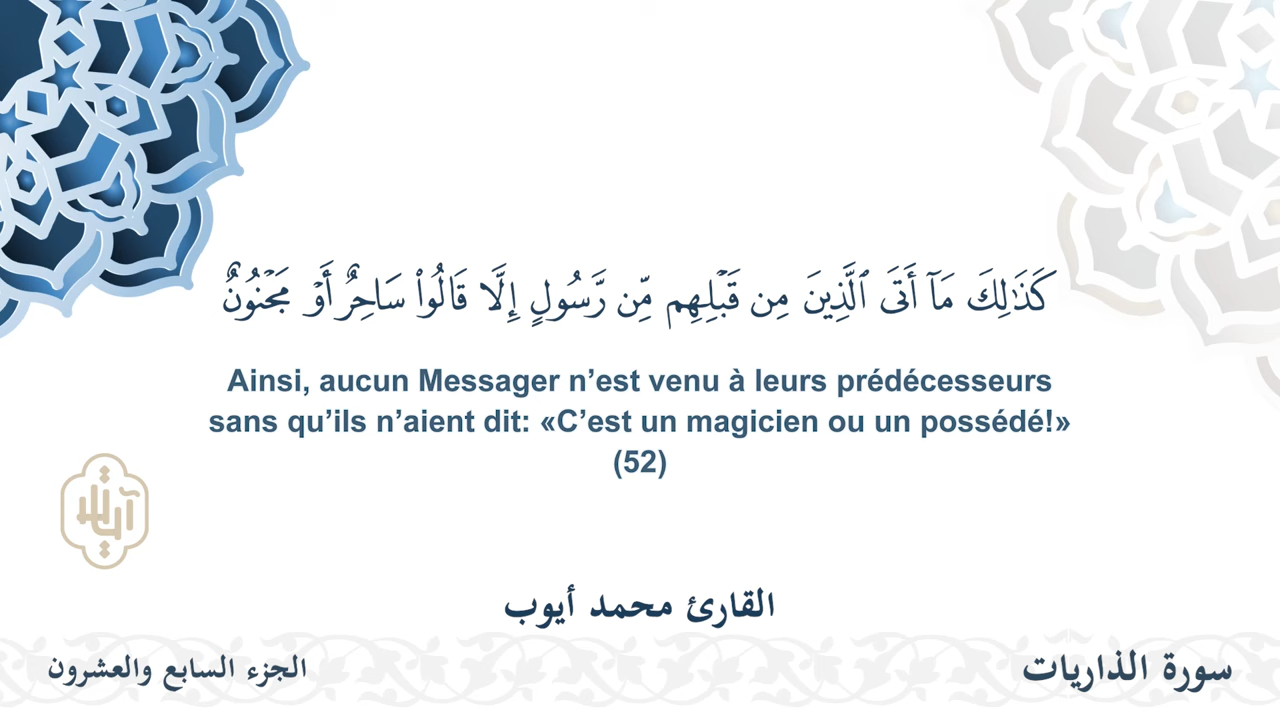 كَذَٰلِكَ مَآ أَتَى ٱلَّذِينَ مِن قَبْلِهِم مِّن رَّسُولٍ إِلَّا قَالُوا۟ سَاحِرٌ أَوْ مَجْنُونٌ
Ainsi, aucun Messager n’est venu à leurs prédécesseurs
sans qu’ils n’aient dit: «C’est un magicien ou un possédé!»
(52)
القارئ محمد أيوب
سورة الذاريات
الجزء السابع والعشرون